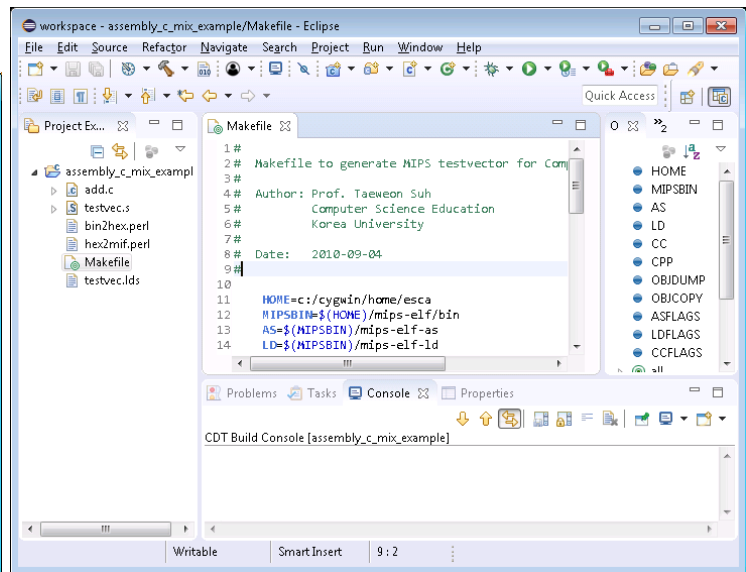 workspace - assembly_c_mix_example/Makefile - Eclipse
File Edit Source Refactor Navigate Search Project Run Window Help
Quick Access
Project Ex...
assembly_c_mix_exampl
add.c
testvec.s
bin2hex.perl
hex2mif.perl
Makefile
testvec.lds
Makefile
1 #
2 # Makefile to generate MIPS testvector for Com
3 #
4 # Author: Prof. Taeweon Suh
5 # Computer Science Education
6 # Korea University
7 #
8 # Date: 2010-09-04
9 #
10
11 HOME=c:/cygwin/home/esca
12 MIPSBIN=$(HOME)/mips-elf/bin
13 AS=$(MIPSBIN)/mips-elf-as
14 LD=$(MIPSBIN)/mips-elf-ld
O »2
HOME
MIPSBIN
AS
LD
CC
CPP
OBJDUMP
OBJCOPY
ASFLAGS
LDFLAGS
CCFLAGS
all
Problems Tasks Console Properties
CDT Build Console [assembly_c_mix_example]
Writable Smart Insert 9 : 2